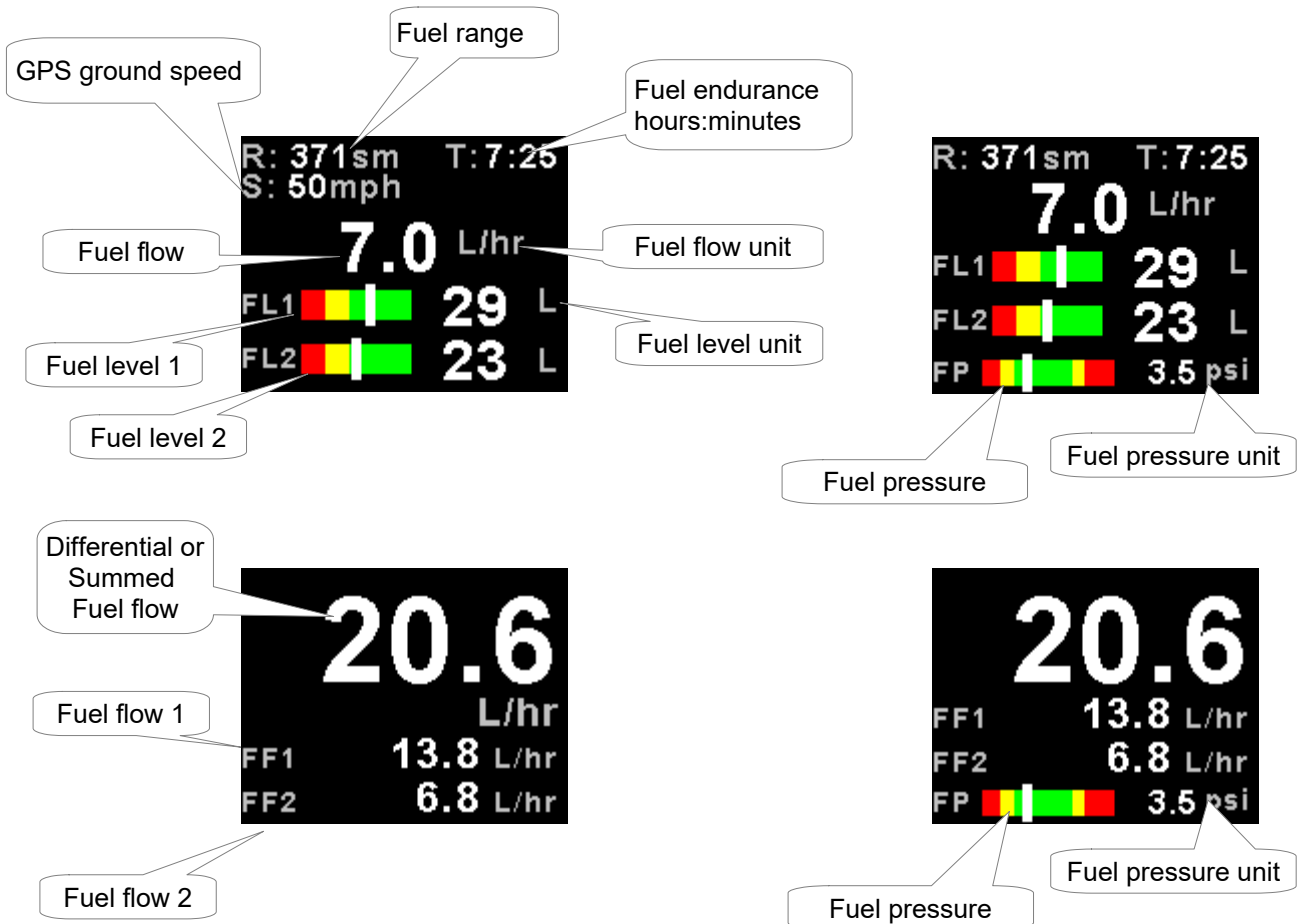 Fuel range
GPS ground speed
Fuel endurance
hours:minutes
R: 371sm T: 7:25
S: 50mph
7.0 L/hr
FL1 29 L
FL2 23 L
Fuel flow
Fuel flow unit
Fuel level 1
Fuel level unit
Fuel level 2
R: 371sm T: 7:25
7.0 L/hr
FL1 29 L
FL2 23 L
FP 3.5 psi
Fuel pressure unit
Fuel pressure
Differential or
Summed
Fuel flow
20.6
L/hr
FF1 13.8 L/hr
FF2 6.8 L/hr
Fuel flow 1
Fuel flow 2
20.6
FF1 13.8 L/hr
FF2 6.8 L/hr
FP 3.5 psi
Fuel pressure unit
Fuel pressure